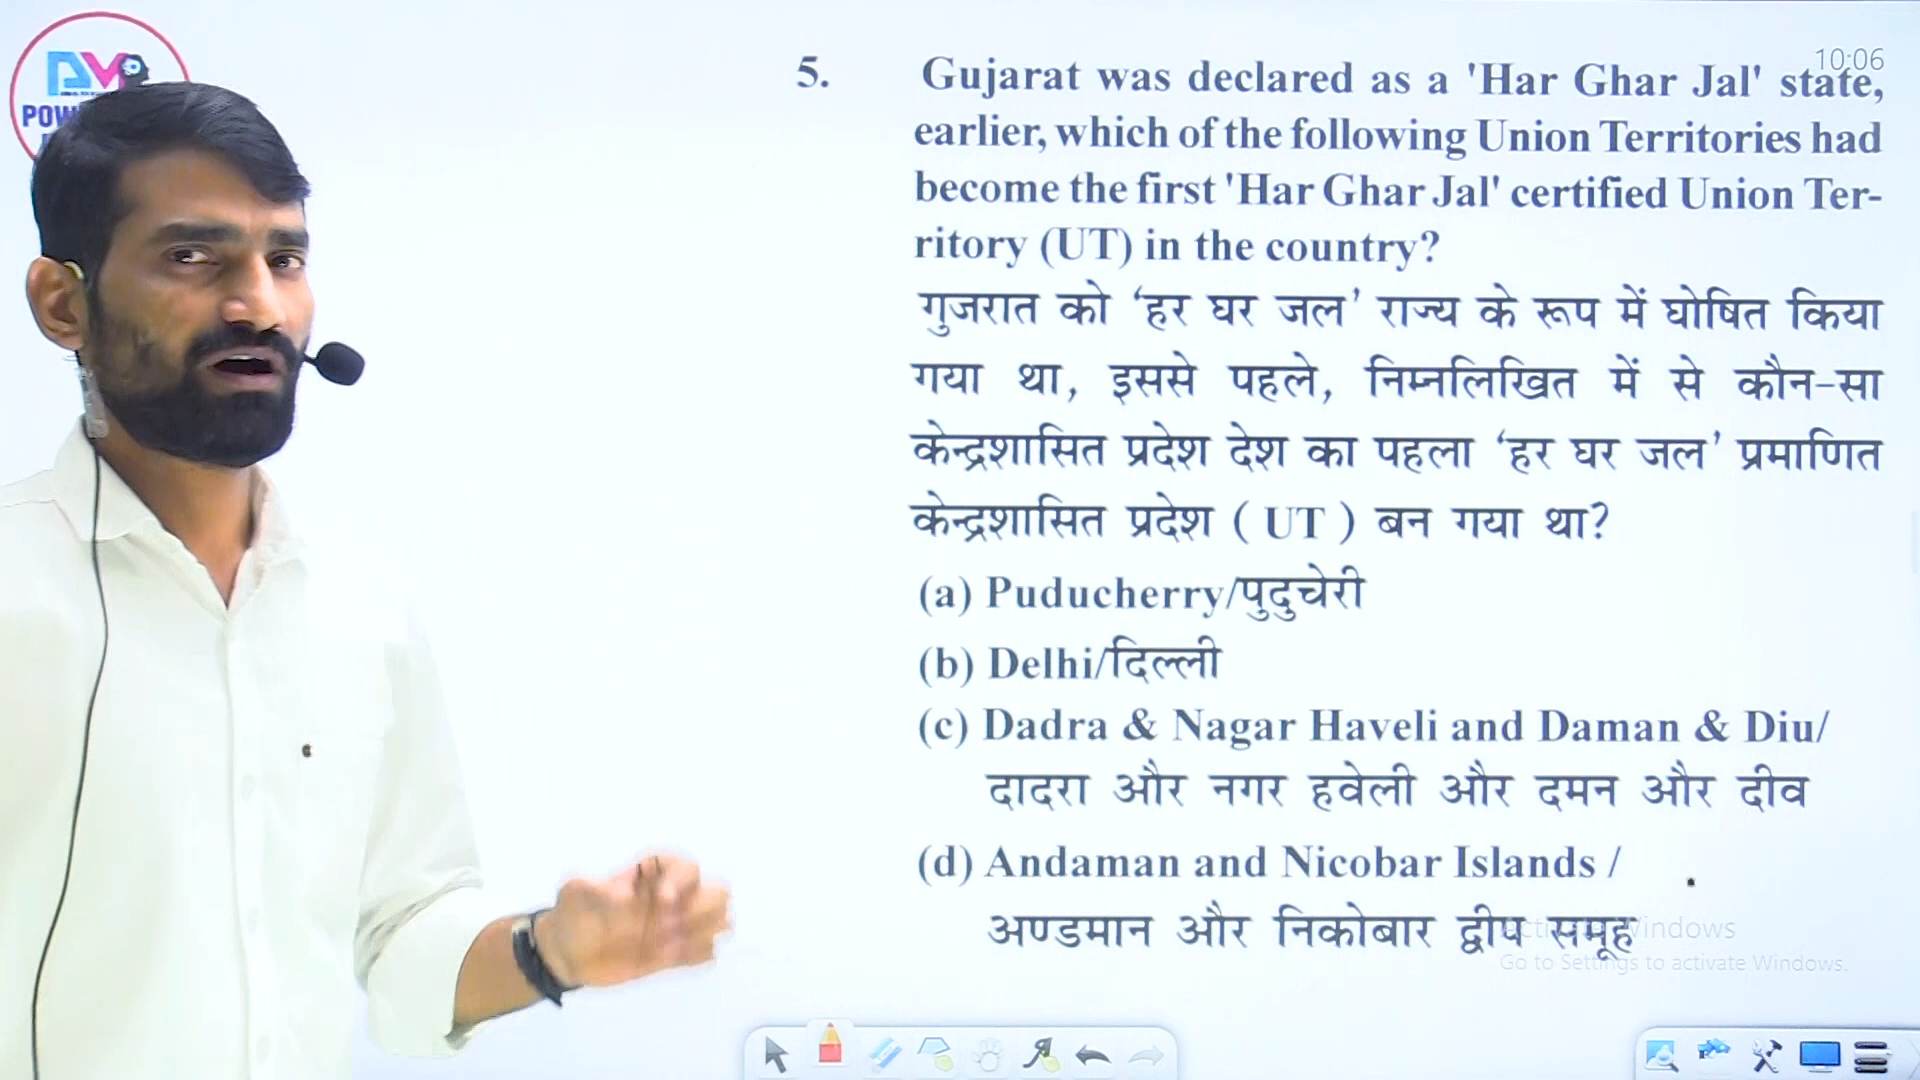 POW
10:06
5. Gujarat was declared as a 'Har Ghar Jal' state,
earlier, which of the following Union Territories had
become the first 'Har Ghar Jal' certified Union Ter-
ritory (UT) in the country?
गुजरात को ‘हर घर जल’ राज्य के रूप में घोषित किया
गया था, इससे पहले, निम्नलिखित में से कौन-सा
केन्द्रशासित प्रदेश देश का पहला ‘हर घर जल’ प्रमाणित
केन्द्रशासित प्रदेश ( UT ) बन गया था?
(a) Puducherry/पुदुचेरी
(b) Delhi/दिल्ली
(c) Dadra & Nagar Haveli and Daman & Diu/
दादरा और नगर हवेली और दमन और दीव
(d) Andaman and Nicobar Islands /
अण्डमान और निकोबार द्वीप समूह
Activate Windows
Go to Settings to activate Windows.